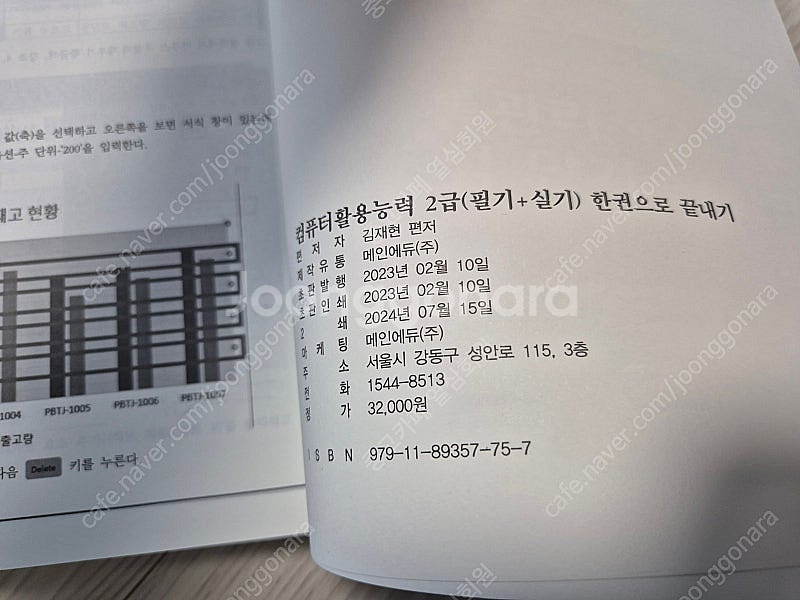 값(축)을 선택하고 오른쪽을 보면 서식 창이 있는데
주 단위-'200'을 입력한다.
재고 현황
1004 PBTJ-1005 PBTJ-1006 PBTJ-1007
출고량
다음 Delete 키를 누른다
컴퓨터활용능력 2급(필기+실기) 한권으로 끝내기
편 저 자 김재현 편저
제 작 유 통 메인에듀(주)
초 판 발 행 2023년 02월 10일
초 판 인 쇄 2023년 02월 10일
2 쇄 2024년 07월 15일
마 케 팅 메인에듀(주)
주 소 서울시 강동구 성안로 115, 3층
전 화 1544-8513
정 가 32,000원
I S B N 979-11-89357-75-7
joonggonara
cafe.naver.com/joonggonara